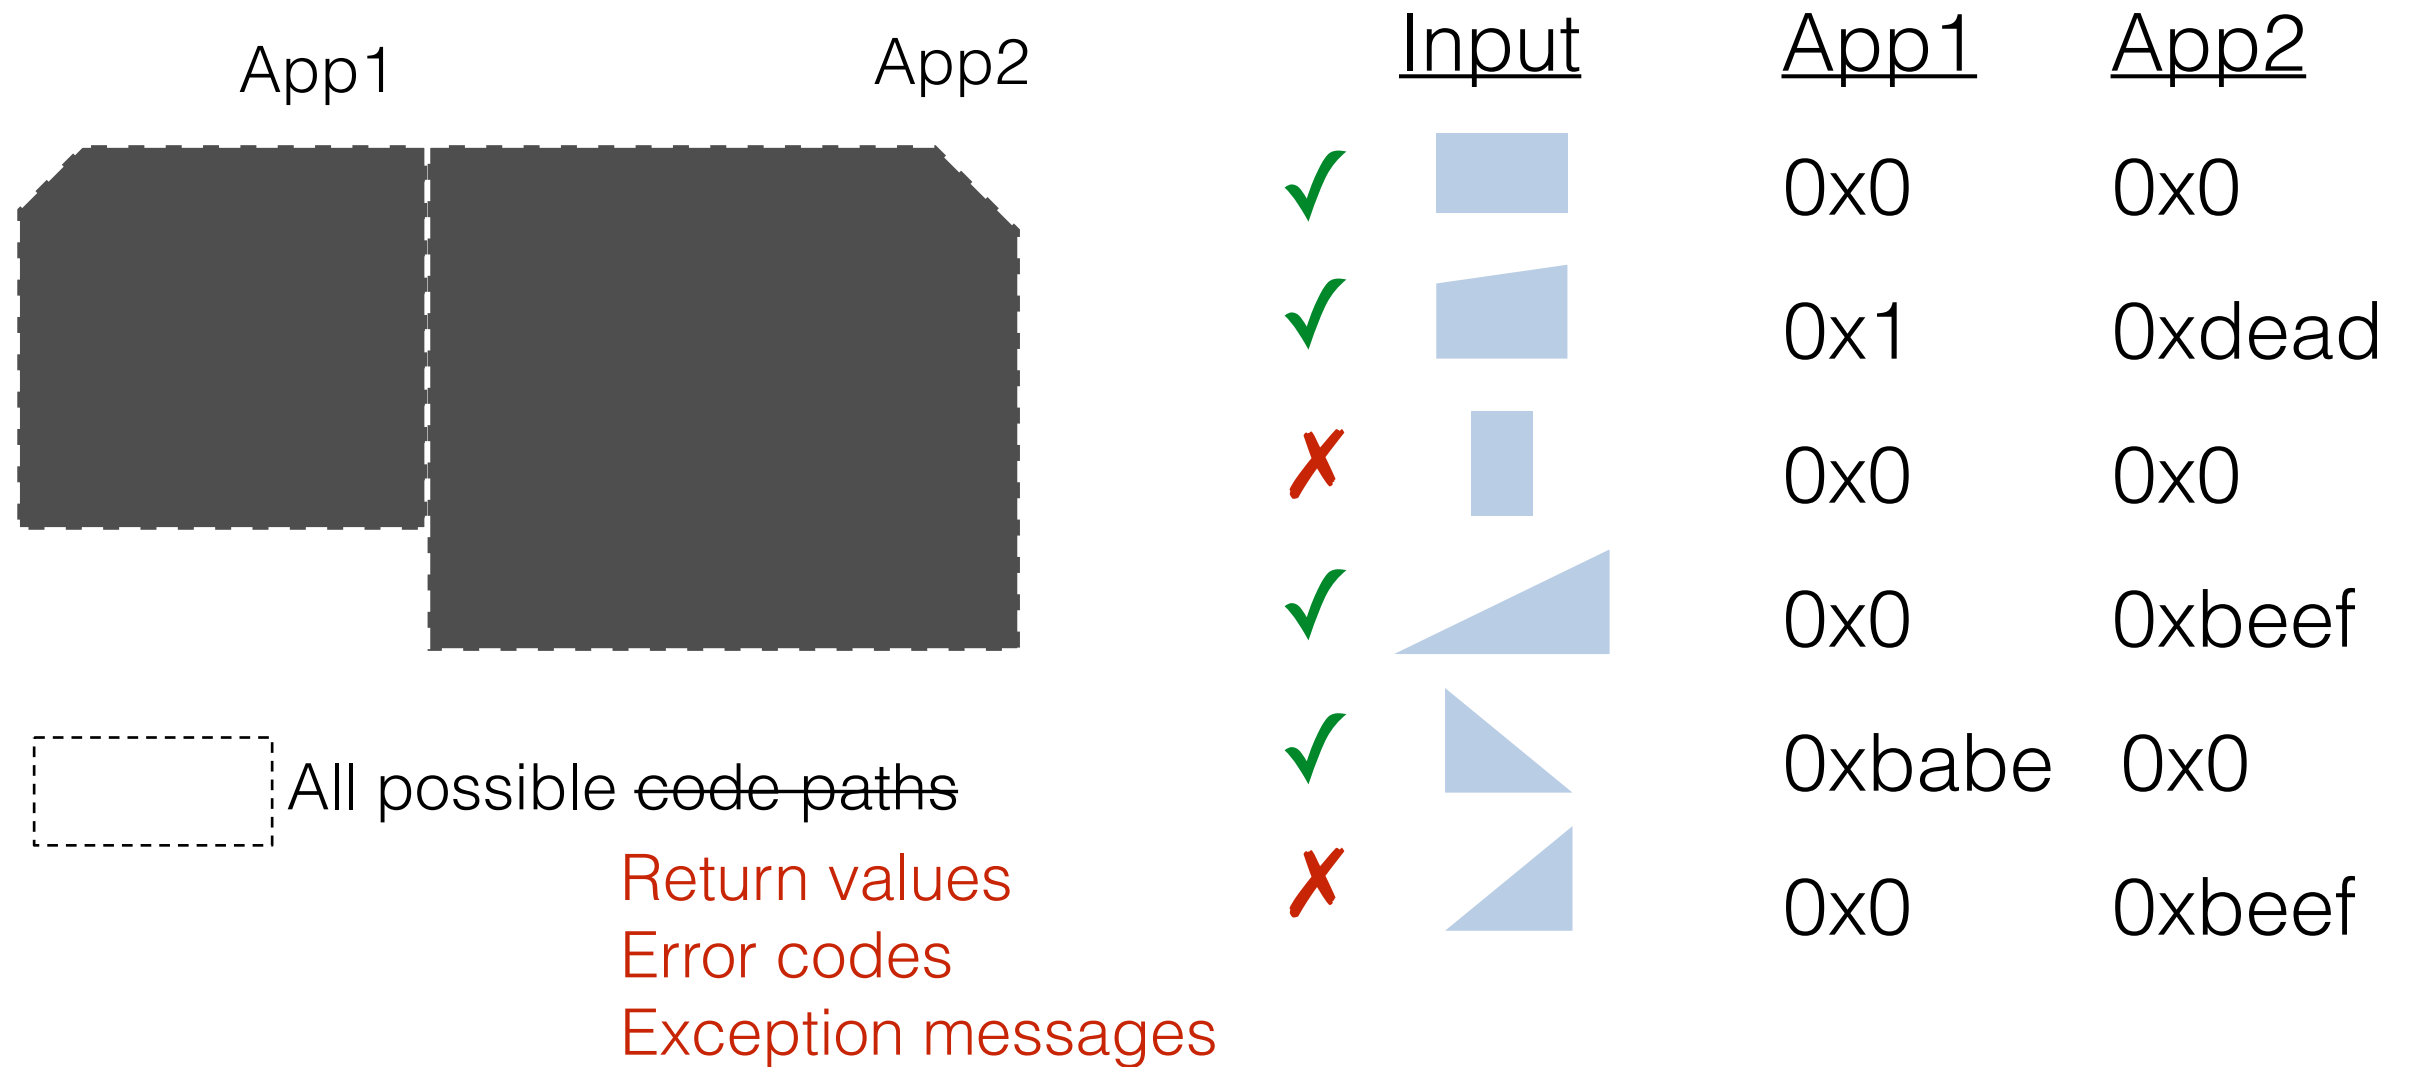 App1
App2
All possible code paths
Return values
Error codes
Exception messages
Input App1 App2
✓ 0x0 0x0
✓ 0x1 0xdead
✗ 0x0 0x0
✓ 0x0 0xbeef
✓ 0xbabe 0x0
✗ 0x0 0xbeef